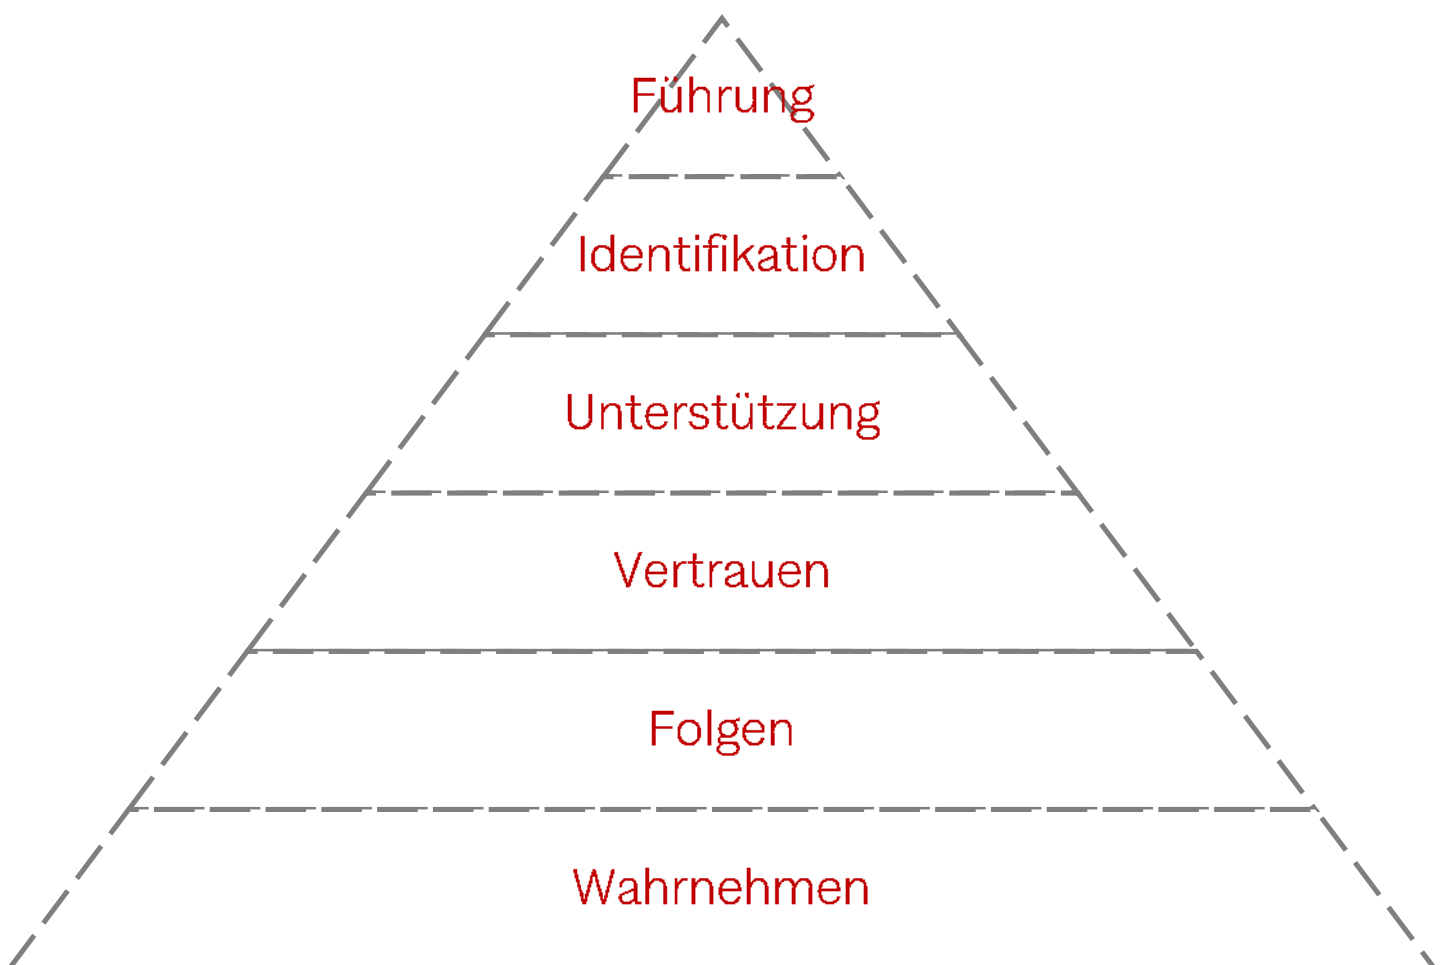 Führung
Identifikation
Unterstützung
Vertrauen
Folgen
Wahrnehmen